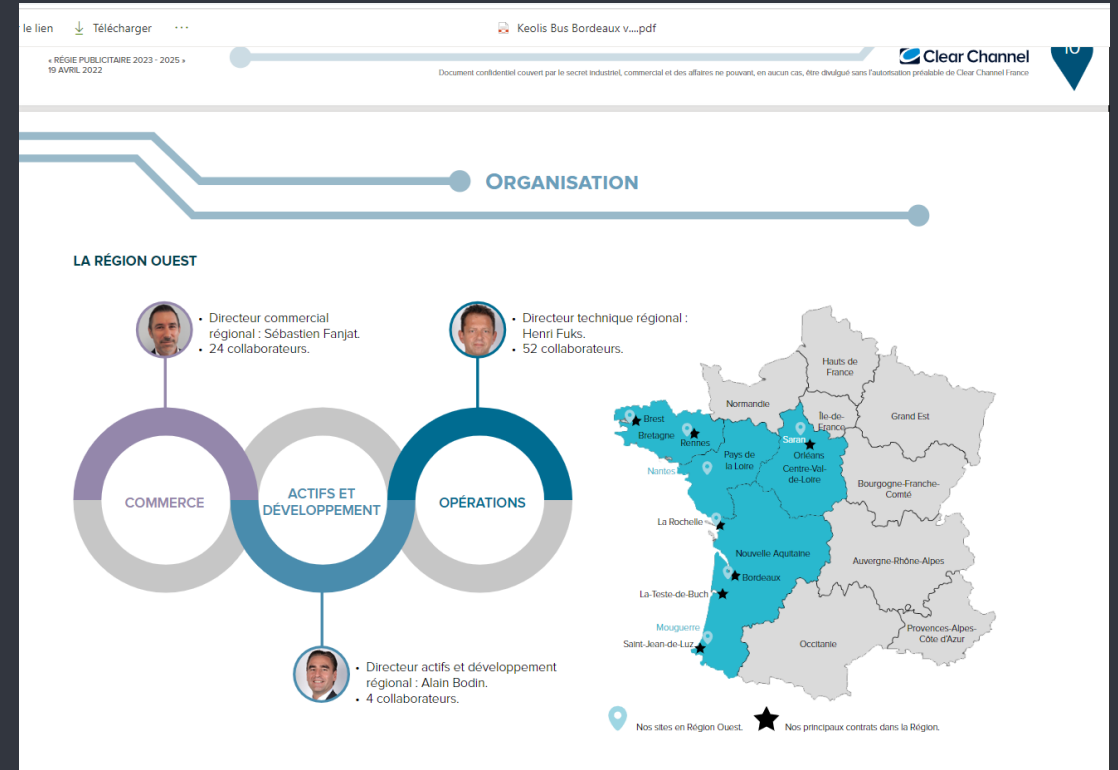 le lien Télécharger ··· Keolis Bus Bordeaux v....pdf
« RÉGIE PUBLICITAIRE 2023 - 2025 »
19 AVRIL 2022
Clear Channel
10
Document confidentiel couvert par le secret industriel, commercial et des affaires ne pouvant, en aucun cas, être divulgué sans l'autorisation préalable de Clear Channel France
ORGANISATION
LA RÉGION OUEST
• Directeur commercial
régional : Sébastien Fanjat.
• 24 collaborateurs.
• Directeur technique régional :
Henri Fuks.
• 52 collaborateurs.
COMMERCE
ACTIFS ET
DÉVELOPPEMENT
OPÉRATIONS
• Directeur actifs et développement
régional : Alain Bodin.
• 4 collaborateurs.
Hauts de
France
Normandie
Île-de-
France
Grand Est
Brest
Bretagne
Rennes
Saran
Orléans
Pays de
la Loire
Centre-Val-
de-Loire
Nantes
Bourgogne-Franche-
Comté
La Rochelle
Nouvelle Aquitaine
Auvergne-Rhône-Alpes
Bordeaux
La-Teste-de-Buch
Mouguerre
Saint-Jean-de-Luz
Occitanie
Provences-Alpes-
Côte d'Azur
Nos sites en Région Ouest.
Nos principaux contrats dans la Région.